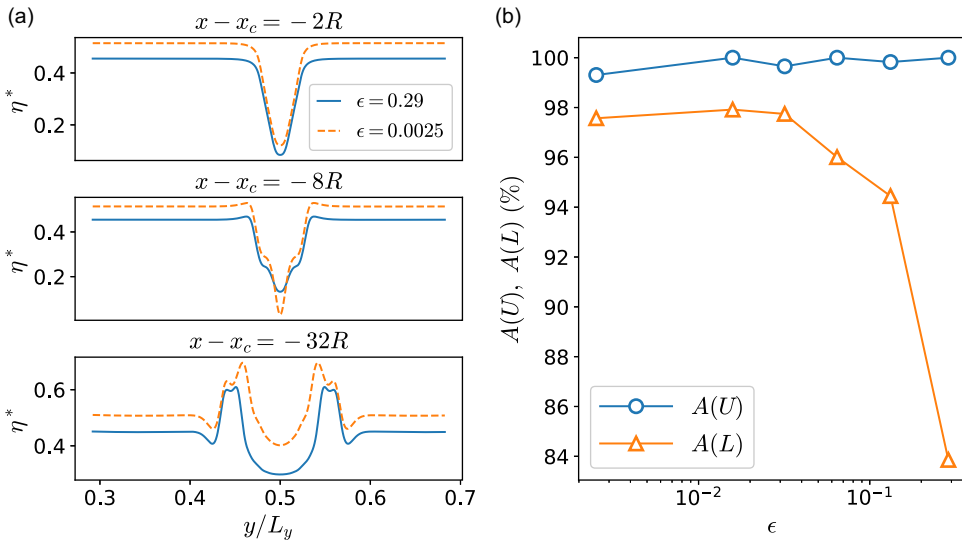 (a)
x − x_c = −2R
η*
0.4
0.2
ϵ = 0.29
ϵ = 0.0025
x − x_c = −8R
η*
0.4
0.2
x − x_c = −32R
η*
0.6
0.4
0.3 0.4 0.5 0.6 0.7
y/L_y
(b)
A(U), A(L) (%)
100
98
96
94
92
90
88
86
84
A(U)
A(L)
10⁻² 10⁻¹
ϵ